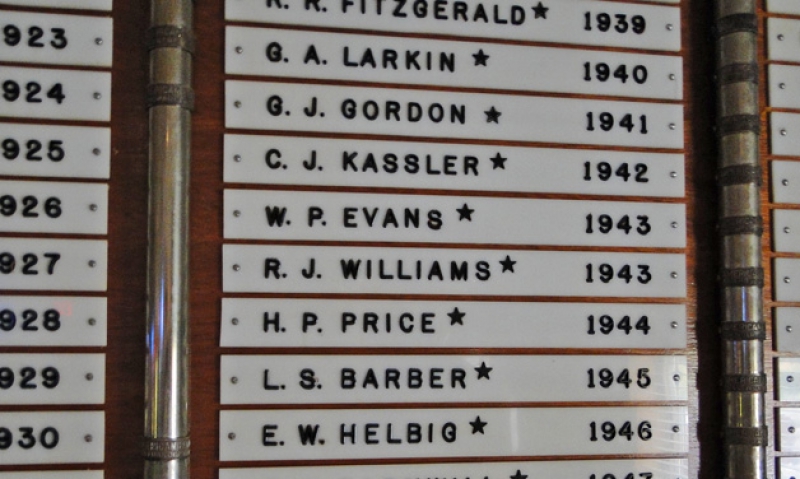 923
924
925
926
927
928
929
930
R. R. FITZGERALD★ 1939
G. A. LARKIN ★ 1940
G. J. GORDON ★ 1941
C. J. KASSLER★ 1942
W. P. EVANS ★ 1943
R. J. WILLIAMS★ 1943
H. P. PRICE ★ 1944
L. S. BARBER★ 1945
E. W. HELBIG ★ 1946
★ 1947